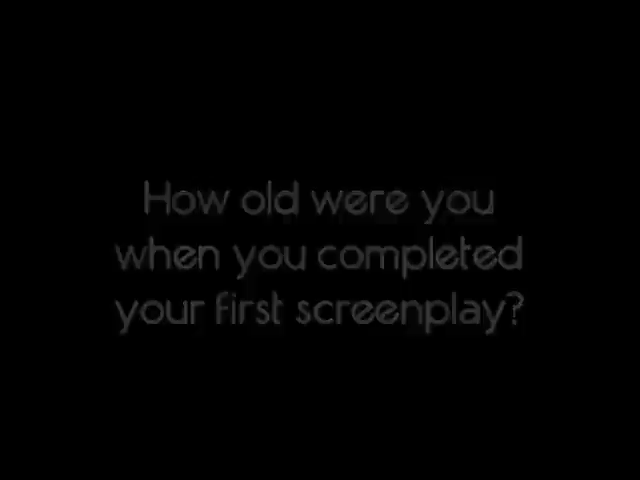 How old were you
when you completed
your first screenplay?